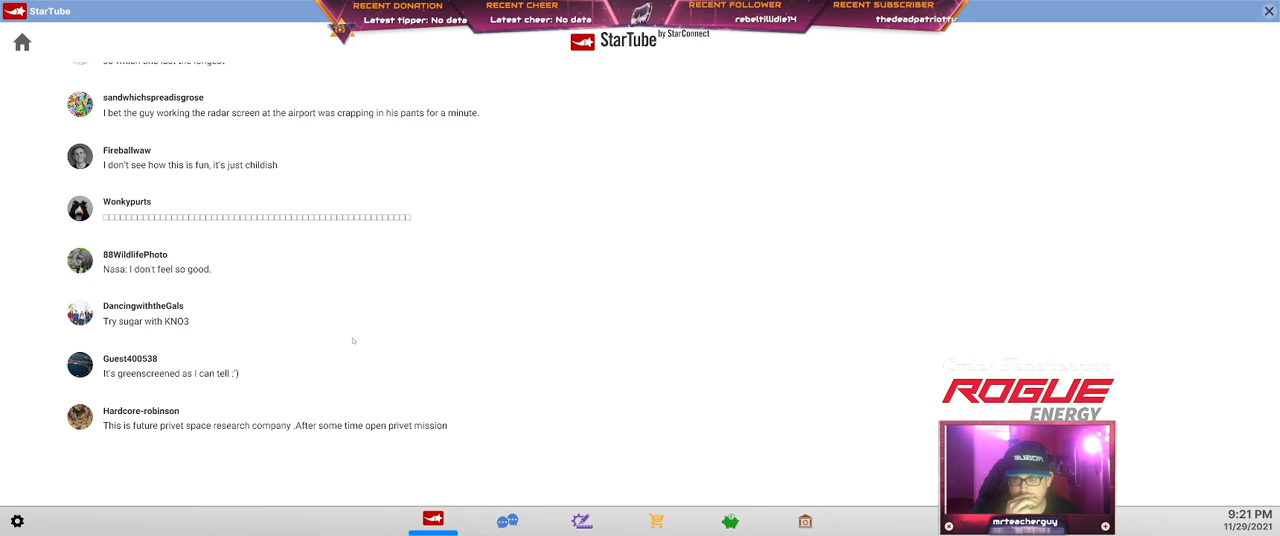 StarTube
RECENT DONATION
Latest tipper: No data
RECENT CHEER
Latest cheer: No data
RECENT FOLLOWER
rebeltillidie14
RECENT SUBSCRIBER
thedeadpatriottv
StarTube by StarConnect
sandwhichspreadisgrose
I bet the guy working the radar screen at the airport was crapping in his pants for a minute.
Fireballwaw
I don't see how this is fun, it's just childish
Wonkypurts
88WildlifePhoto
Nasa: I don't feel so good.
DancingwiththeGals
Try sugar with KNO3
Guest400538
It's greenscreened as I can tell :')
Hardcore-robinson
This is future privet space research company .After some time open privet mission
ROGUE
ENERGY
mrteacherguy
9:21 PM
11/29/2021